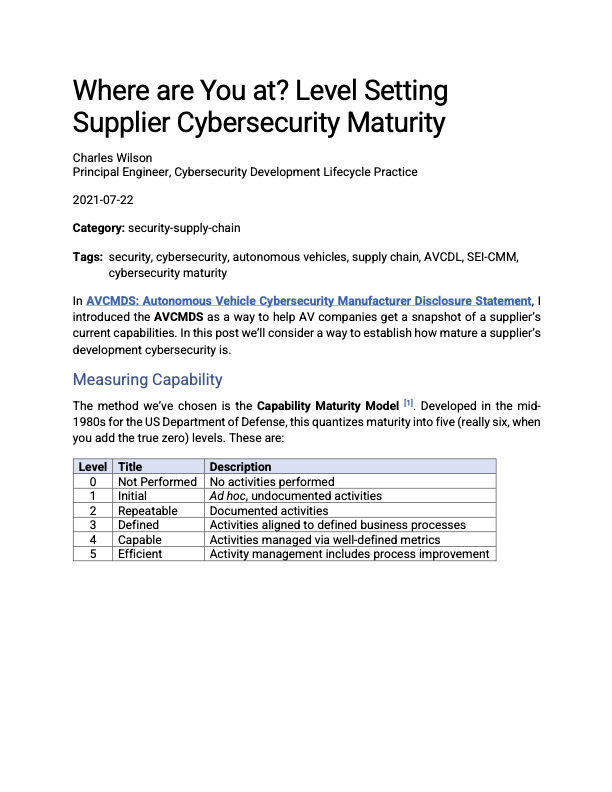 Where are You at? Level Setting
Supplier Cybersecurity Maturity
Charles Wilson
Principal Engineer, Cybersecurity Development Lifecycle Practice
2021-07-22
Category: security-supply-chain
Tags: security, cybersecurity, autonomous vehicles, supply chain, AVCDL, SEI-CMM,
cybersecurity maturity
In AVCMDS: Autonomous Vehicle Cybersecurity Manufacturer Disclosure Statement, I
introduced the AVCMDS as a way to help AV companies get a snapshot of a supplier's
current capabilities. In this post we'll consider a way to establish how mature a supplier's
development cybersecurity is.
Measuring Capability
The method we've chosen is the Capability Maturity Model [1]. Developed in the mid-
1980s for the US Department of Defense, this quantizes maturity into five (really six, when
you add the true zero) levels. These are:
Level Title Description
0 Not Performed No activities performed
1 Initial Ad hoc, undocumented activities
2 Repeatable Documented activities
3 Defined Activities aligned to defined business processes
4 Capable Activities managed via well-defined metrics
5 Efficient Activity management includes process improvement